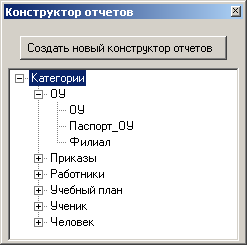 Конструктор отчетов
Создать новый конструктор отчетов
Категории
ОУ
ОУ
Паспорт_ОУ
Филиал
Приказы
Работники
Учебный план
Ученик
Человек